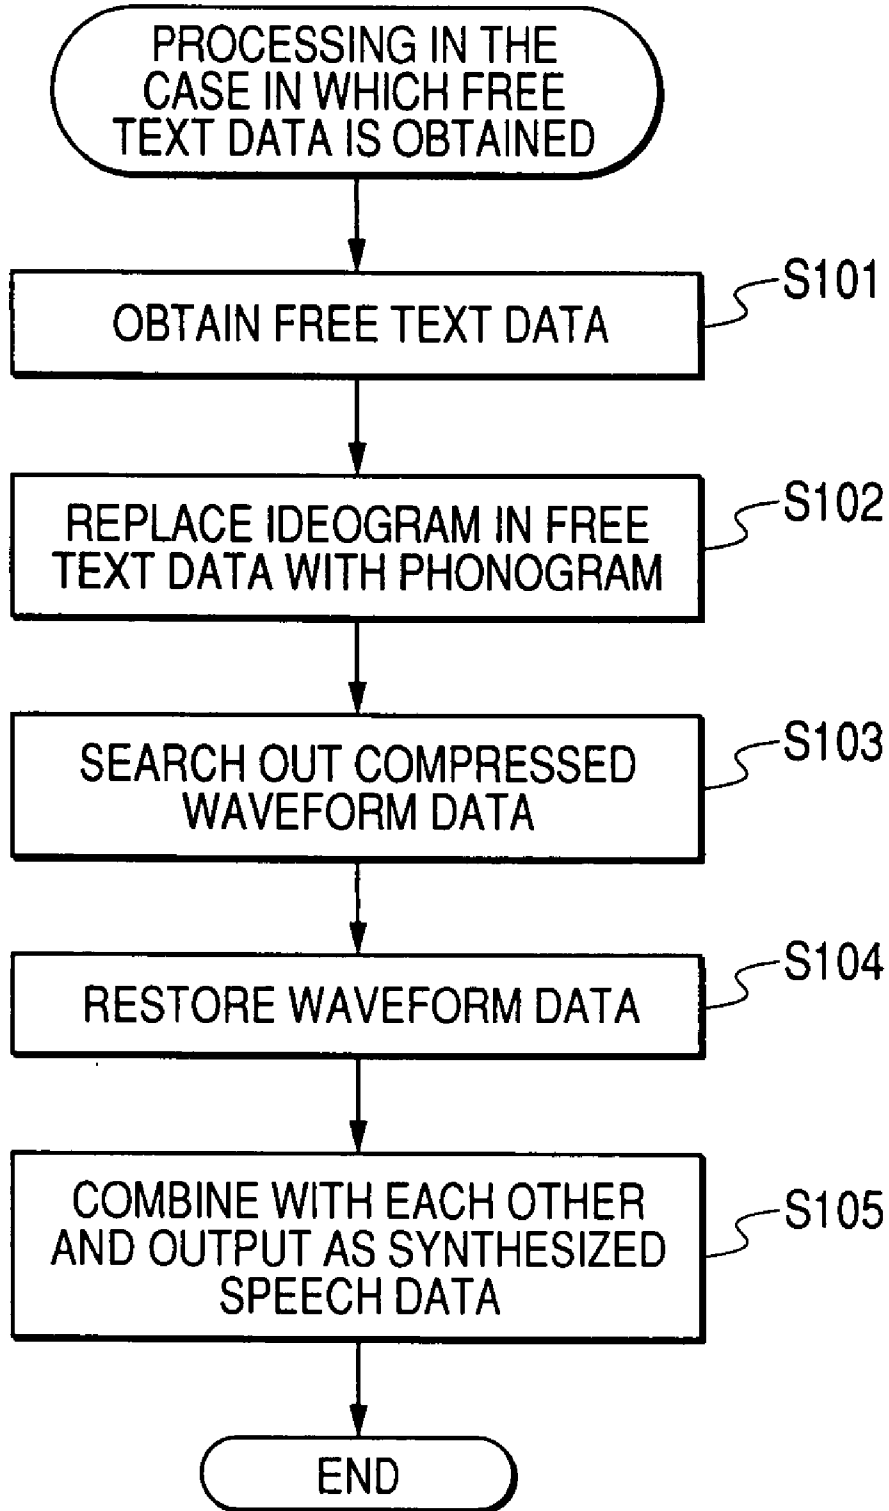 PROCESSING IN THE
CASE IN WHICH FREE
TEXT DATA IS OBTAINED
S101
OBTAIN FREE TEXT DATA
S102
REPLACE IDEOGRAM IN FREE
TEXT DATA WITH PHONOGRAM
S103
SEARCH OUT COMPRESSED
WAVEFORM DATA
S104
RESTORE WAVEFORM DATA
S105
COMBINE WITH EACH OTHER
AND OUTPUT AS SYNTHESIZED
SPEECH DATA
END